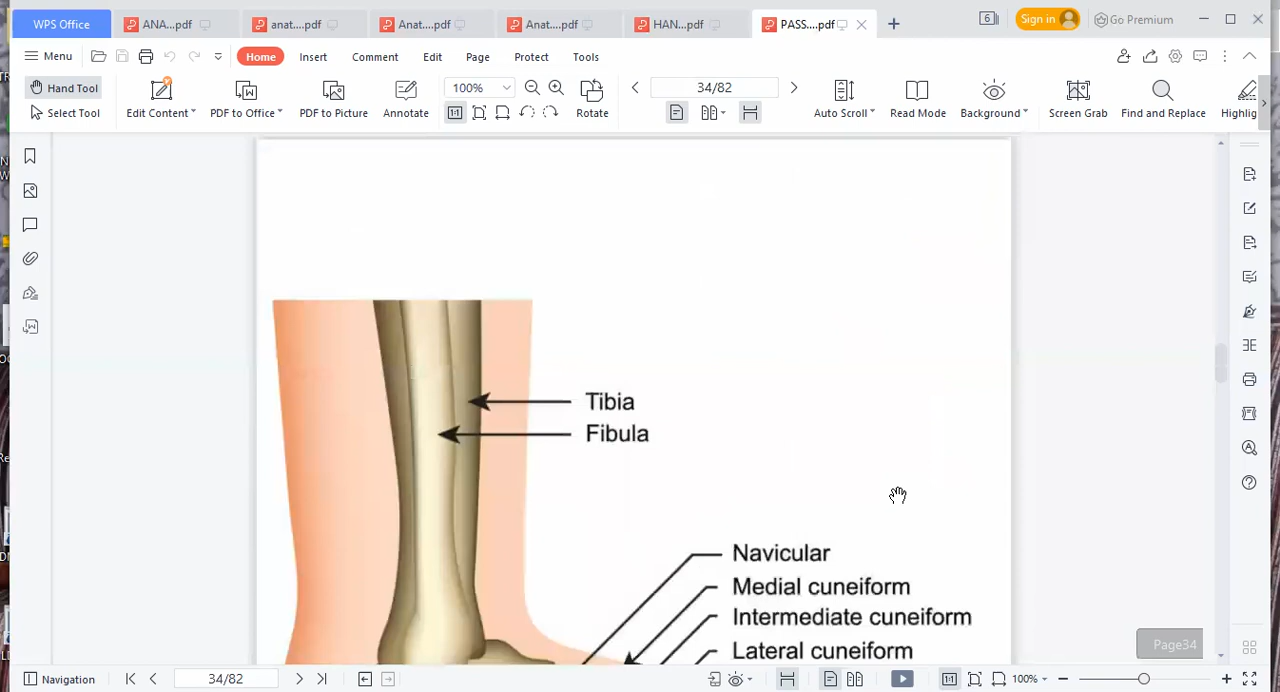 WPS Office
ANA....pdf
anat....pdf
Anat....pdf
Anat....pdf
HAN...pdf
PASS....pdf
6
Sign in
Go Premium
Menu
Home
Insert
Comment
Edit
Page
Protect
Tools
Hand Tool
Select Tool
Edit Content
PDF to Office
PDF to Picture
Annotate
100%
Rotate
34/82
Auto Scroll
Read Mode
Background
Screen Grab
Find and Replace
Highlig
Tibia
Fibula
Navicular
Medial cuneiform
Intermediate cuneiform
Lateral cuneiform
Page34
Navigation
34/82
100%